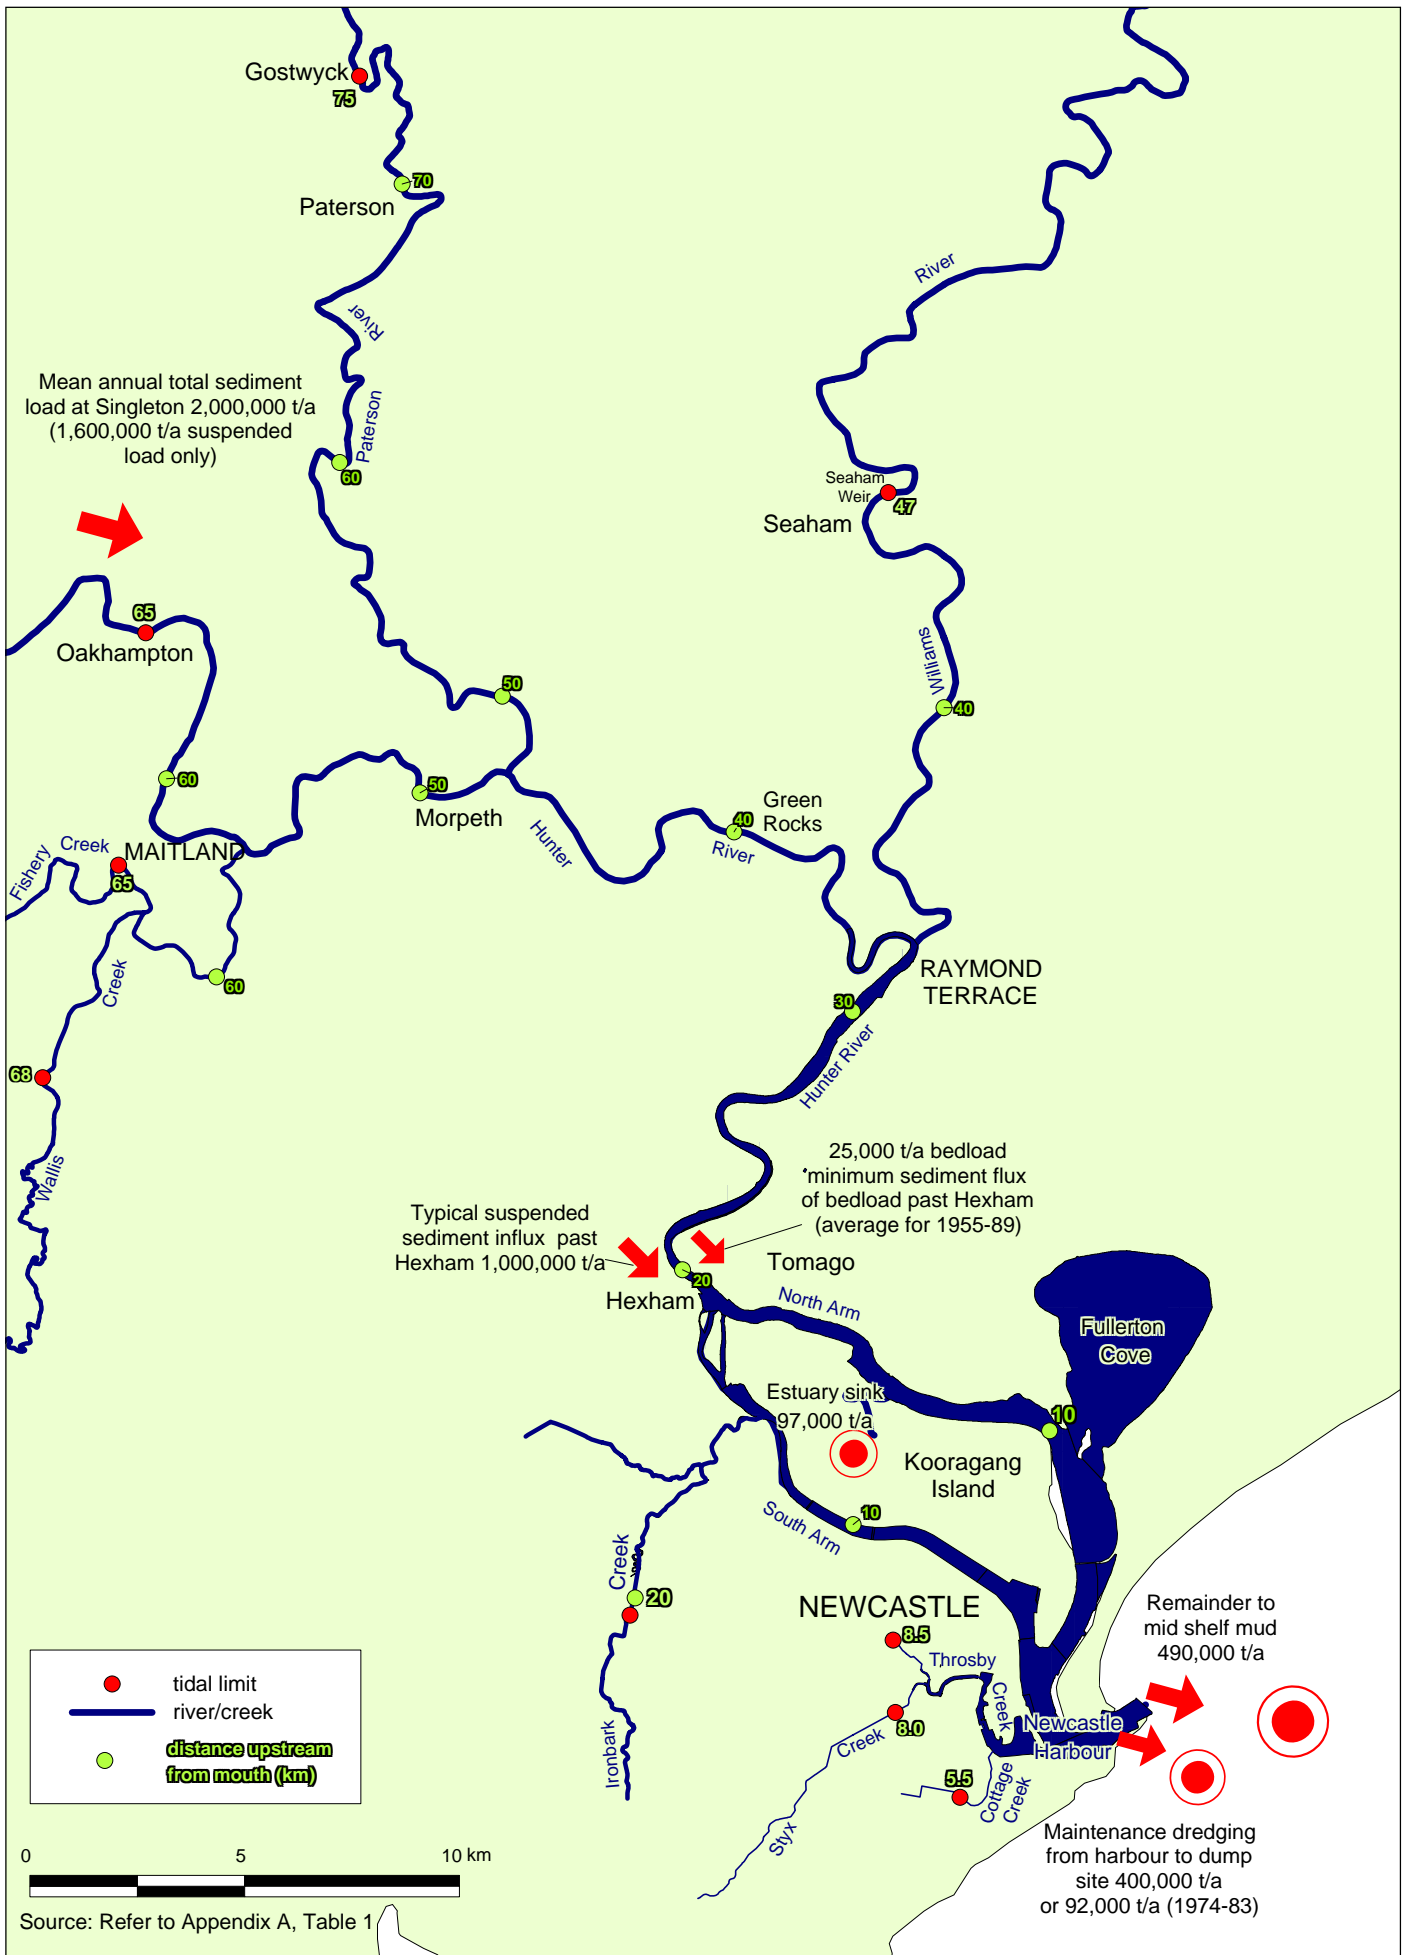 Gostwyck
75
70
Paterson
River
River
Mean annual total sediment
load at Singleton 2,000,000 t/a
(1,600,000 t/a suspended
load only)
Paterson
60
Seaham
Weir
47
Seaham
65
Oakhampton
Williams
50
40
60
50
Morpeth
Green
Rocks
40
Hunter
River
Fishery
Creek
MAITLAND
65
Creek
60
RAYMOND
TERRACE
30
Hunter River
68
Wallis
25,000 t/a bedload
minimum sediment flux
of bedload past Hexham
(average for 1955-89)
Typical suspended
sediment influx past
Hexham 1,000,000 t/a
Tomago
20
Hexham
North Arm
Fullerton
Cove
Estuary sink
97,000 t/a
10
Kooragang
Island
10
South Arm
Creek
20
NEWCASTLE
Remainder to
mid shelf mud
490,000 t/a
8.5
Throsby
Creek
8.0
Creek
Newcastle
Harbour
Ironbark
5.5
Cottage
Creek
Styx
Maintenance dredging
from harbour to dump
site 400,000 t/a
or 92,000 t/a (1974-83)
tidal limit
river/creek
distance upstream
from mouth (km)
0 5 10 km
Source: Refer to Appendix A, Table 1